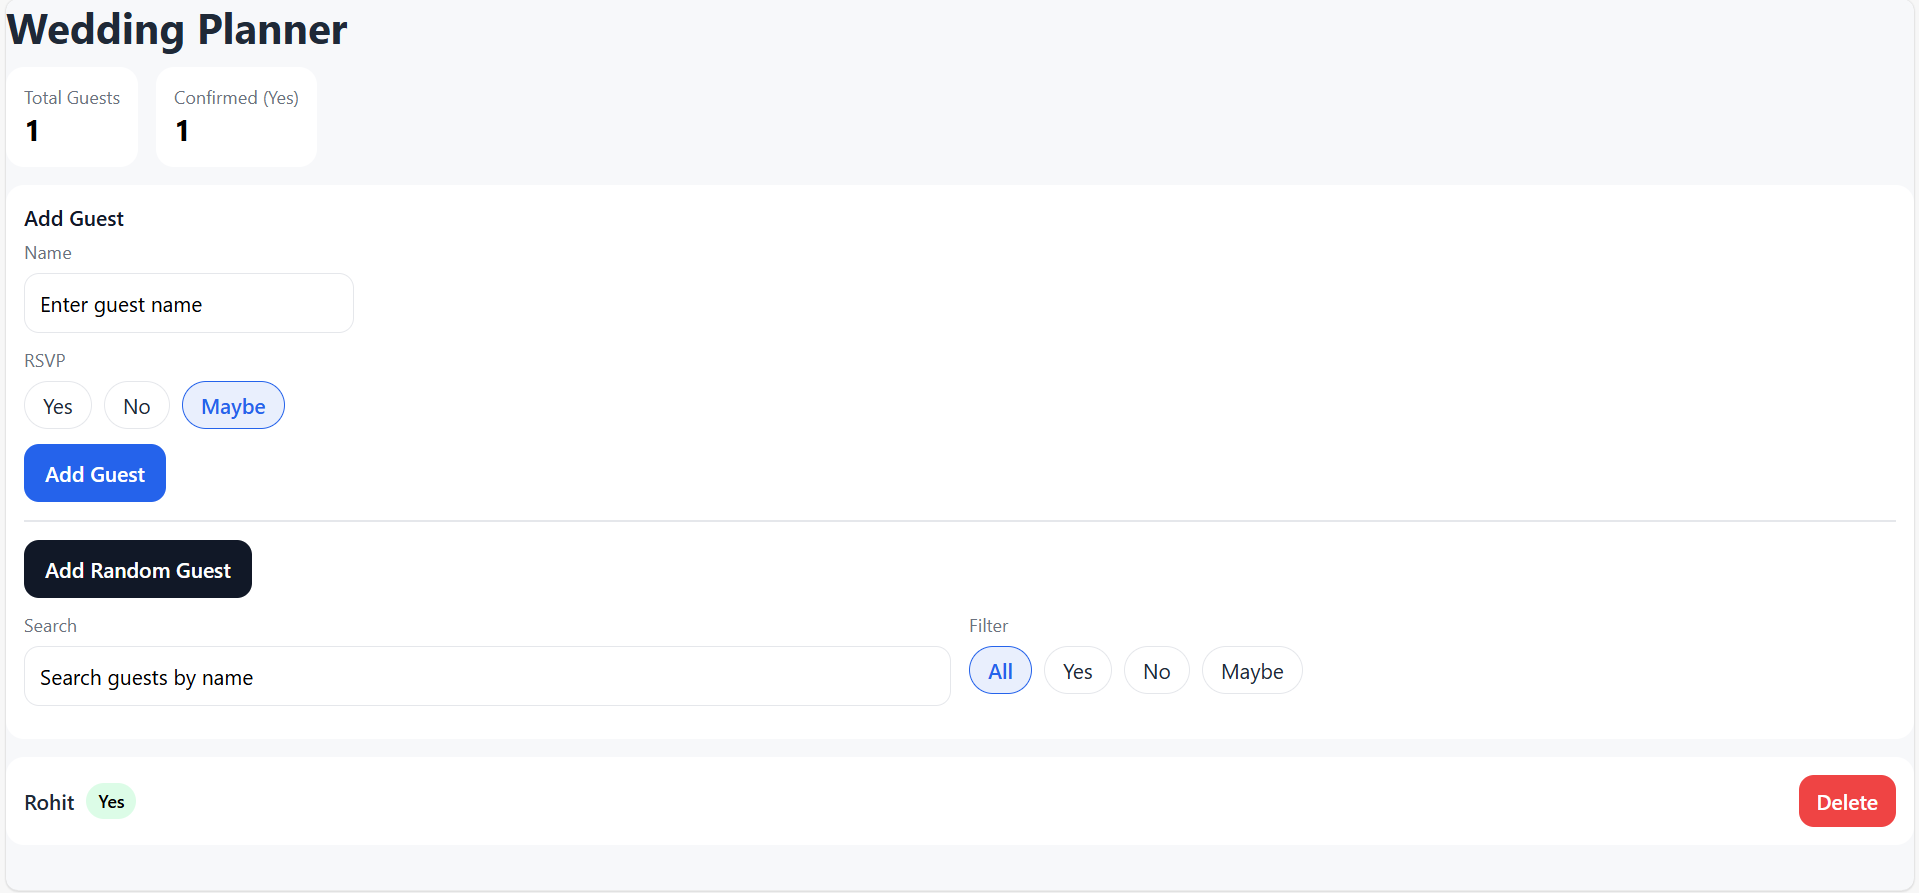 Wedding Planner
Total Guests
1
Confirmed (Yes)
1
Add Guest
Name
Enter guest name
RSVP
Yes
No
Maybe
Add Guest
Add Random Guest
Search
Search guests by name
Filter
All
Yes
No
Maybe
Rohit
Yes
Delete